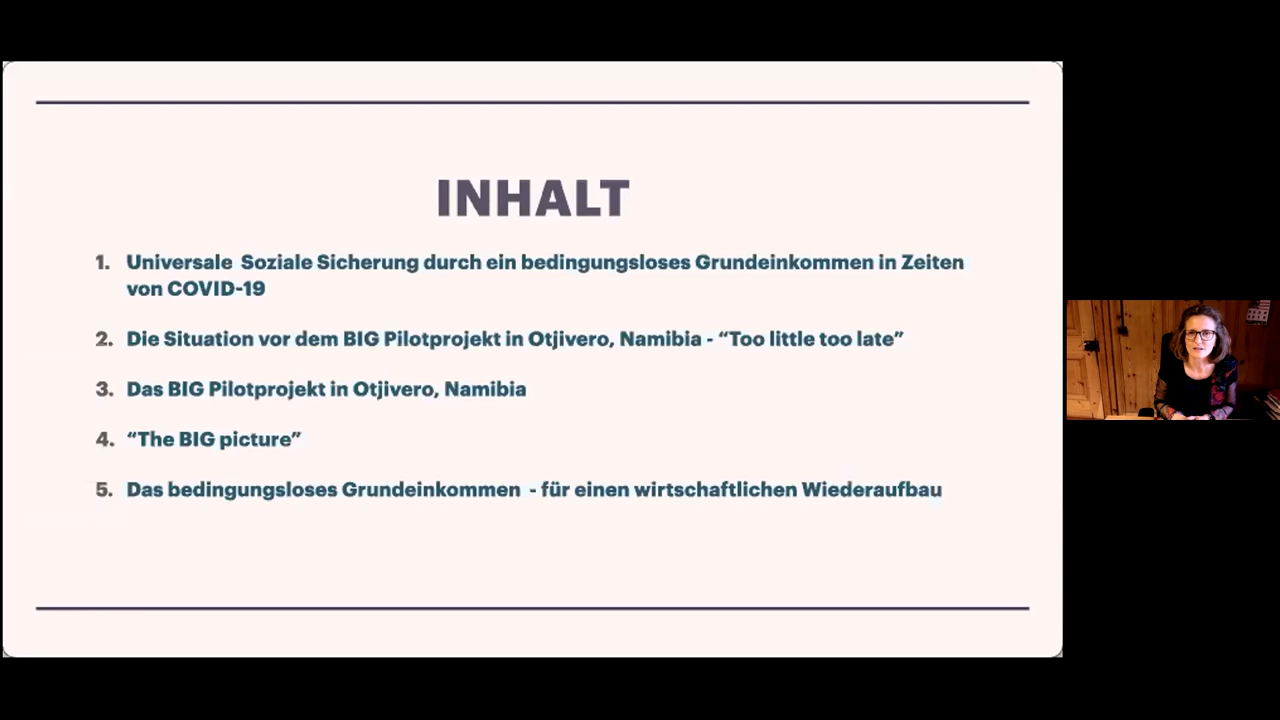 INHALT
1. Universale Soziale Sicherung durch ein bedingungsloses Grundeinkommen in Zeiten
von COVID-19
2. Die Situation vor dem BIG Pilotprojekt in Otjivero, Namibia - “Too little too late”
3. Das BIG Pilotprojekt in Otjivero, Namibia
4. “The BIG picture”
5. Das bedingungsloses Grundeinkommen - für einen wirtschaftlichen Wiederaufbau